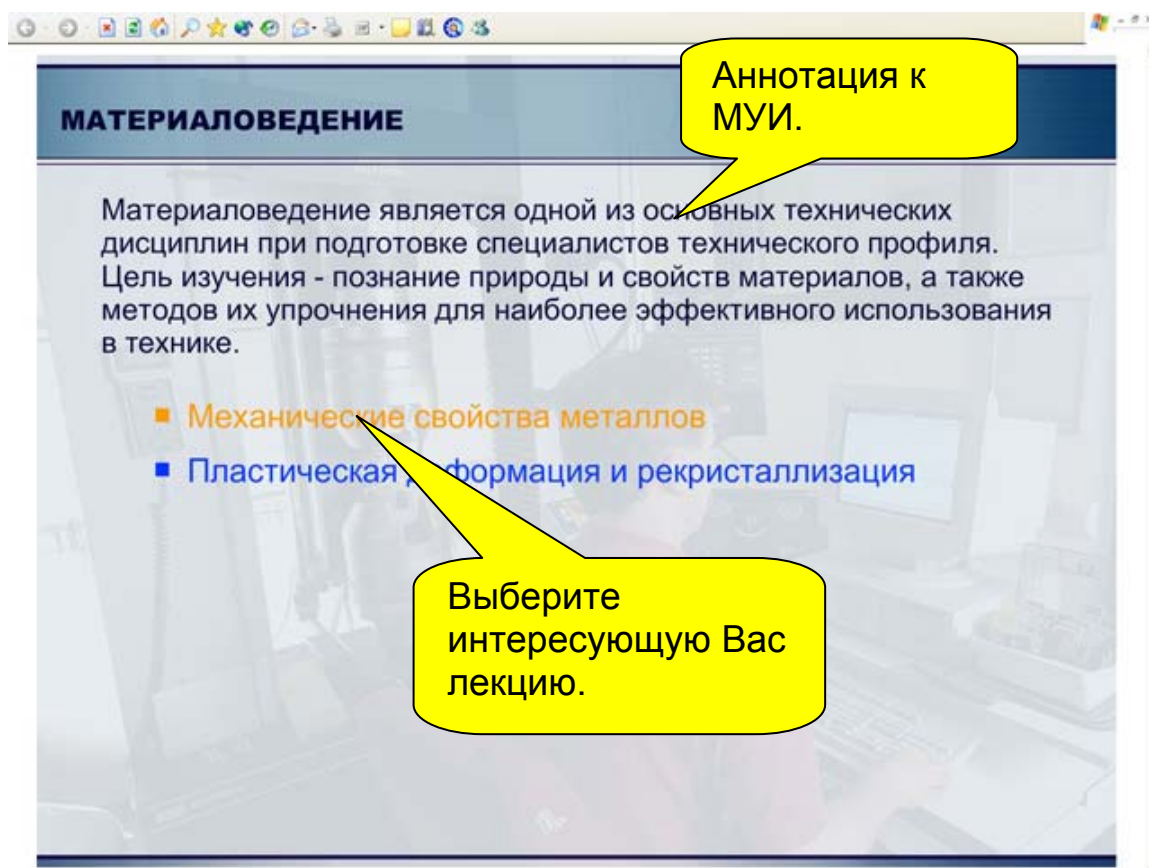 Аннотация к
МУИ.
МАТЕРИАЛОВЕДЕНИЕ
Материаловедение является одной из основных технических
дисциплин при подготовке специалистов технического профиля.
Цель изучения - познание природы и свойств материалов, а также
методов их упрочнения для наиболее эффективного использования
в технике.
Механические свойства металлов
Пластическая деформация и рекристаллизация
Выберите
интересующую Вас
лекцию.